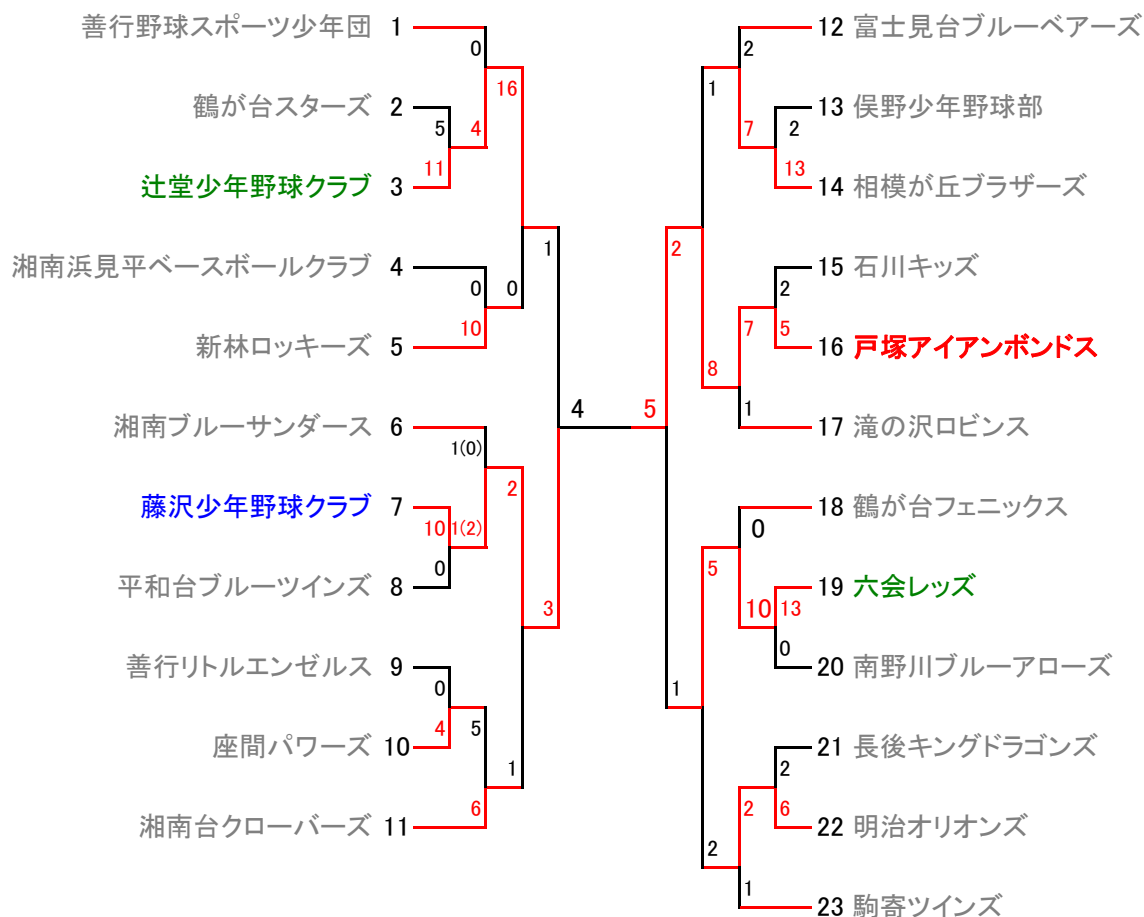 善行野球スポーツ少年団 1
0
16
鶴が台スターズ 2
5
4
11
辻堂少年野球クラブ 3
湘南浜見平ベースボールクラブ 4
0
0
1
10
新林ロッキーズ 5
湘南ブルーサンダース 6
1(0)
2
藤沢少年野球クラブ 7
10
1(2)
0
平和台ブルーツインズ 8
3
善行リトルエンゼルス 9
0
4
5
座間パワーズ 10
1
6
湘南台クローバーズ 11
4
5
12 富士見台ブルーベアーズ
2
1
13 俣野少年野球部
7
2
13
14 相模が丘ブラザーズ
2
15 石川キッズ
2
7
5
16 戸塚アイアンボンドス
8
1
17 滝の沢ロビンス
18 鶴が台フェニックス
0
5
19 六会レッズ
10
13
0
20 南野川ブルーアローズ
1
21 長後キングドラゴンズ
2
2
6
22 明治オリオンズ
2
1
23 駒寄ツインズ